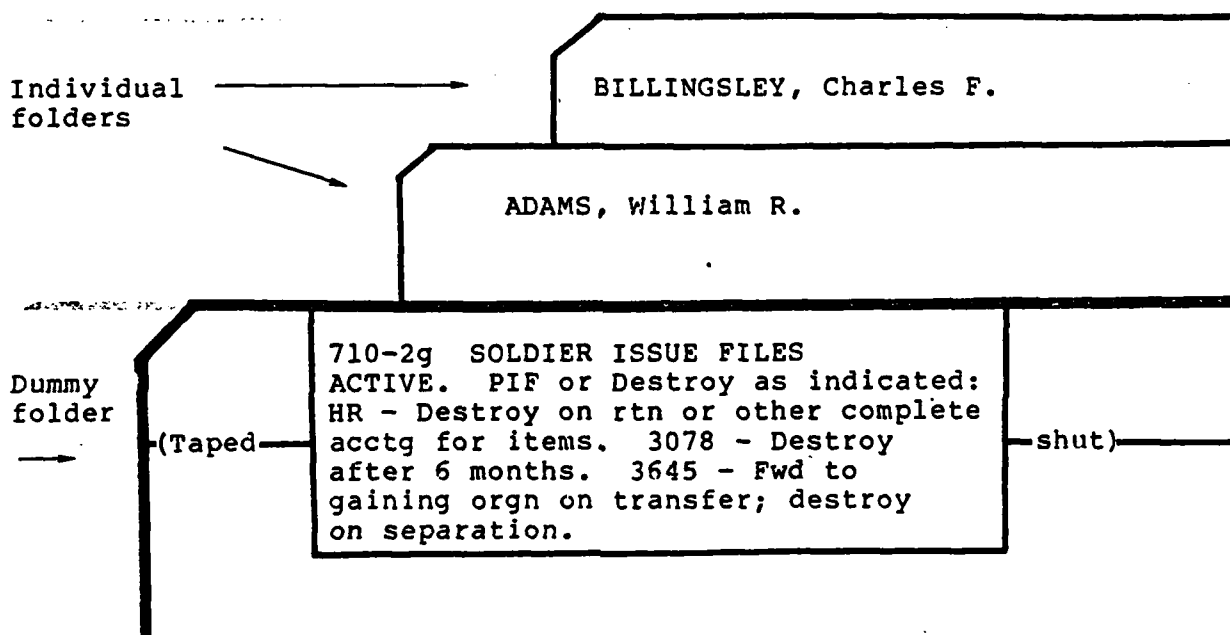 Individual
folders
BILLINGSLEY, Charles F.
ADAMS, William R.
Dummy
folder
(Taped
710-2g SOLDIER ISSUE FILES
ACTIVE. PIF or Destroy as indicated:
HR - Destroy on rtn or other complete
acctg for items. 3078 - Destroy
after 6 months. 3645 - Fwd to
gaining orgn on transfer; destroy
on separation.
shut)